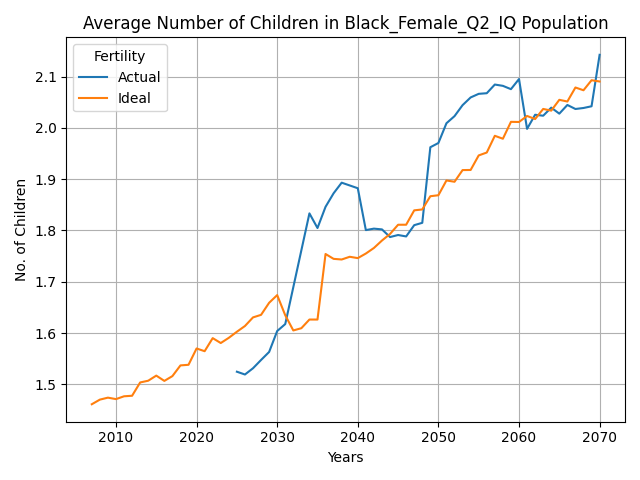 Average Number of Children in Black_Female_Q2_IQ Population
Fertility
Actual
Ideal
No. of Children
2.1
2.0
1.9
1.8
1.7
1.6
1.5
2010 2020 2030 2040 2050 2060 2070
Years